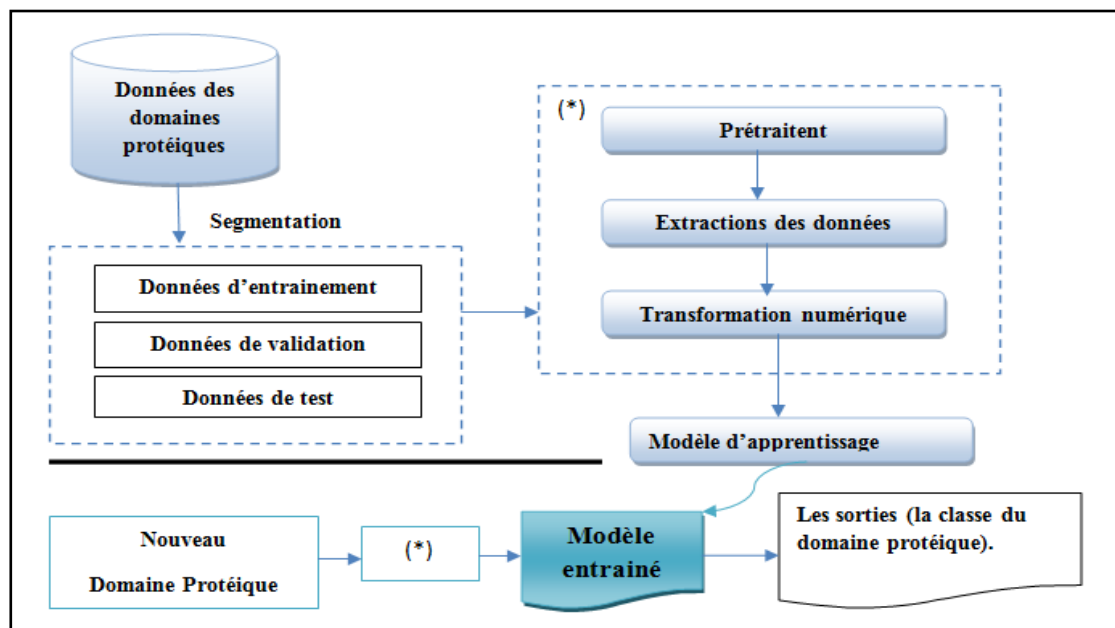 Données des
domaines
protéiques
Segmentation
Données d'entrainement
Données de validation
Données de test
(*)
Prétraitent
Extractions des données
Transformation numérique
Modèle d'apprentissage
Nouveau
Domaine Protéique
(*)
Modèle
entrainé
Les sorties (la classe du
domaine protéique).